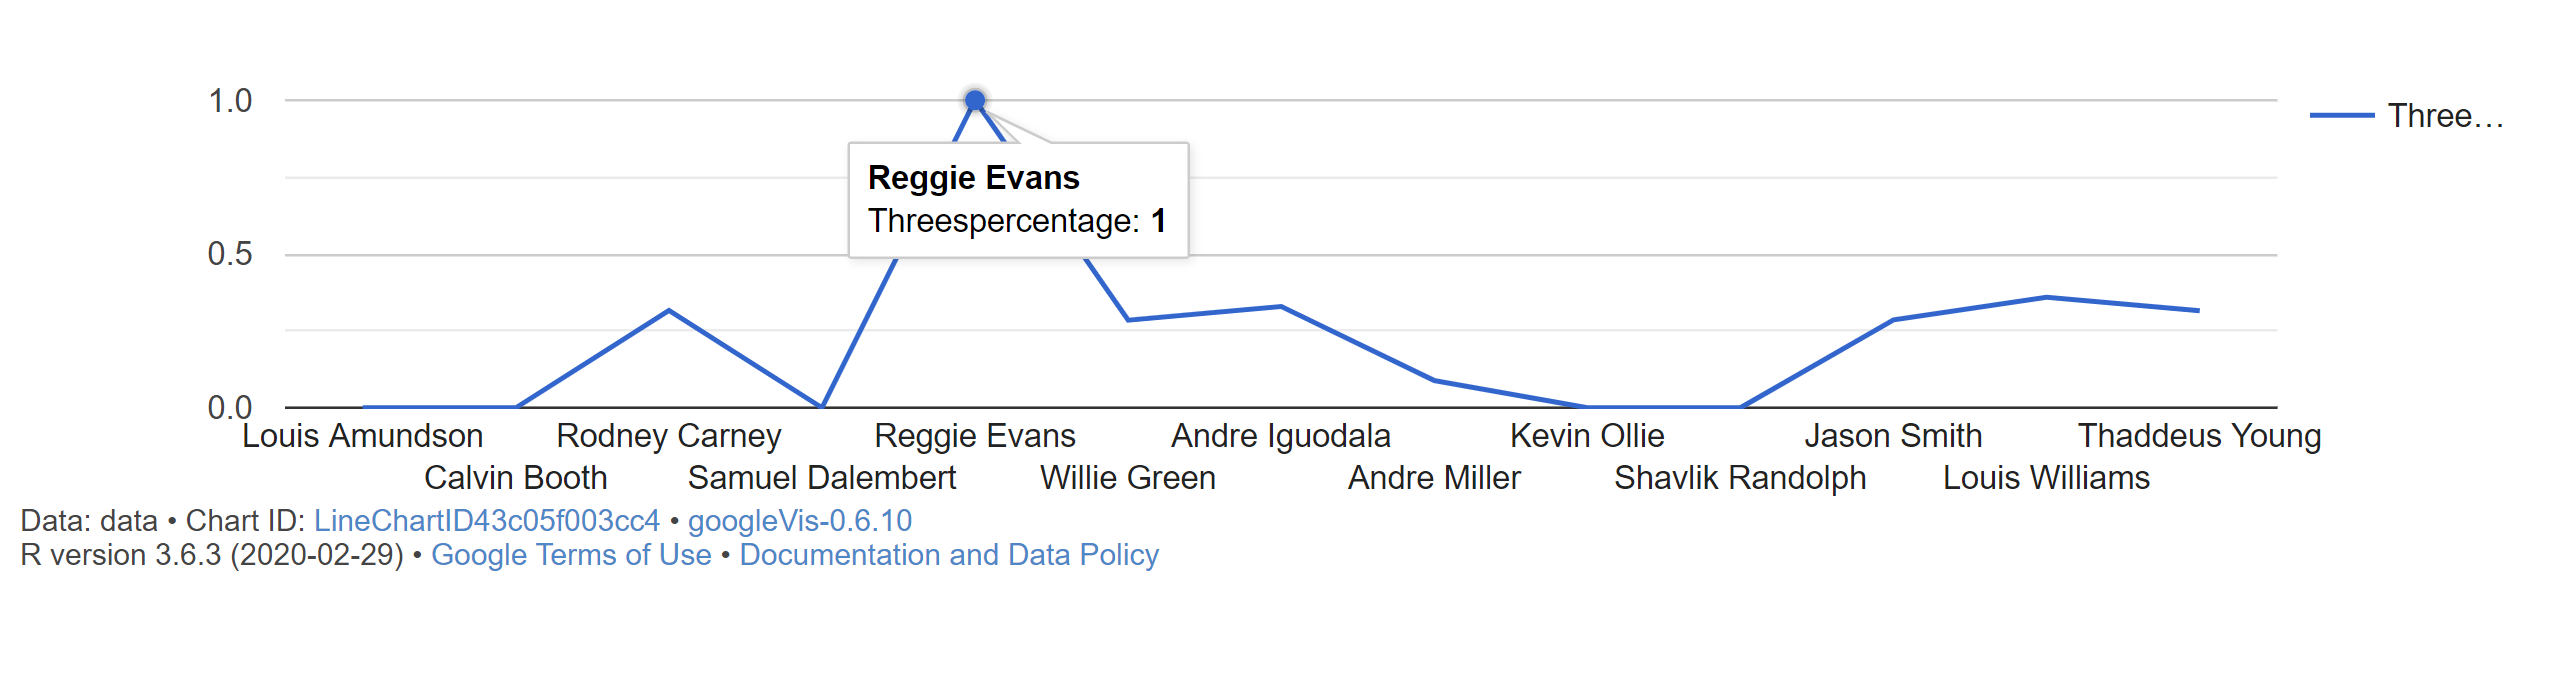 1.0
Three…
Reggie Evans
Threespercentage: 1
0.5
0.0
Louis Amundson Rodney Carney Reggie Evans Andre Iguodala Kevin Ollie Jason Smith Thaddeus Young
Calvin Booth Samuel Dalembert Willie Green Andre Miller Shavlik Randolph Louis Williams
Data: data • Chart ID: LineChartID43c05f003cc4 • googleVis-0.6.10
R version 3.6.3 (2020-02-29) • Google Terms of Use • Documentation and Data Policy